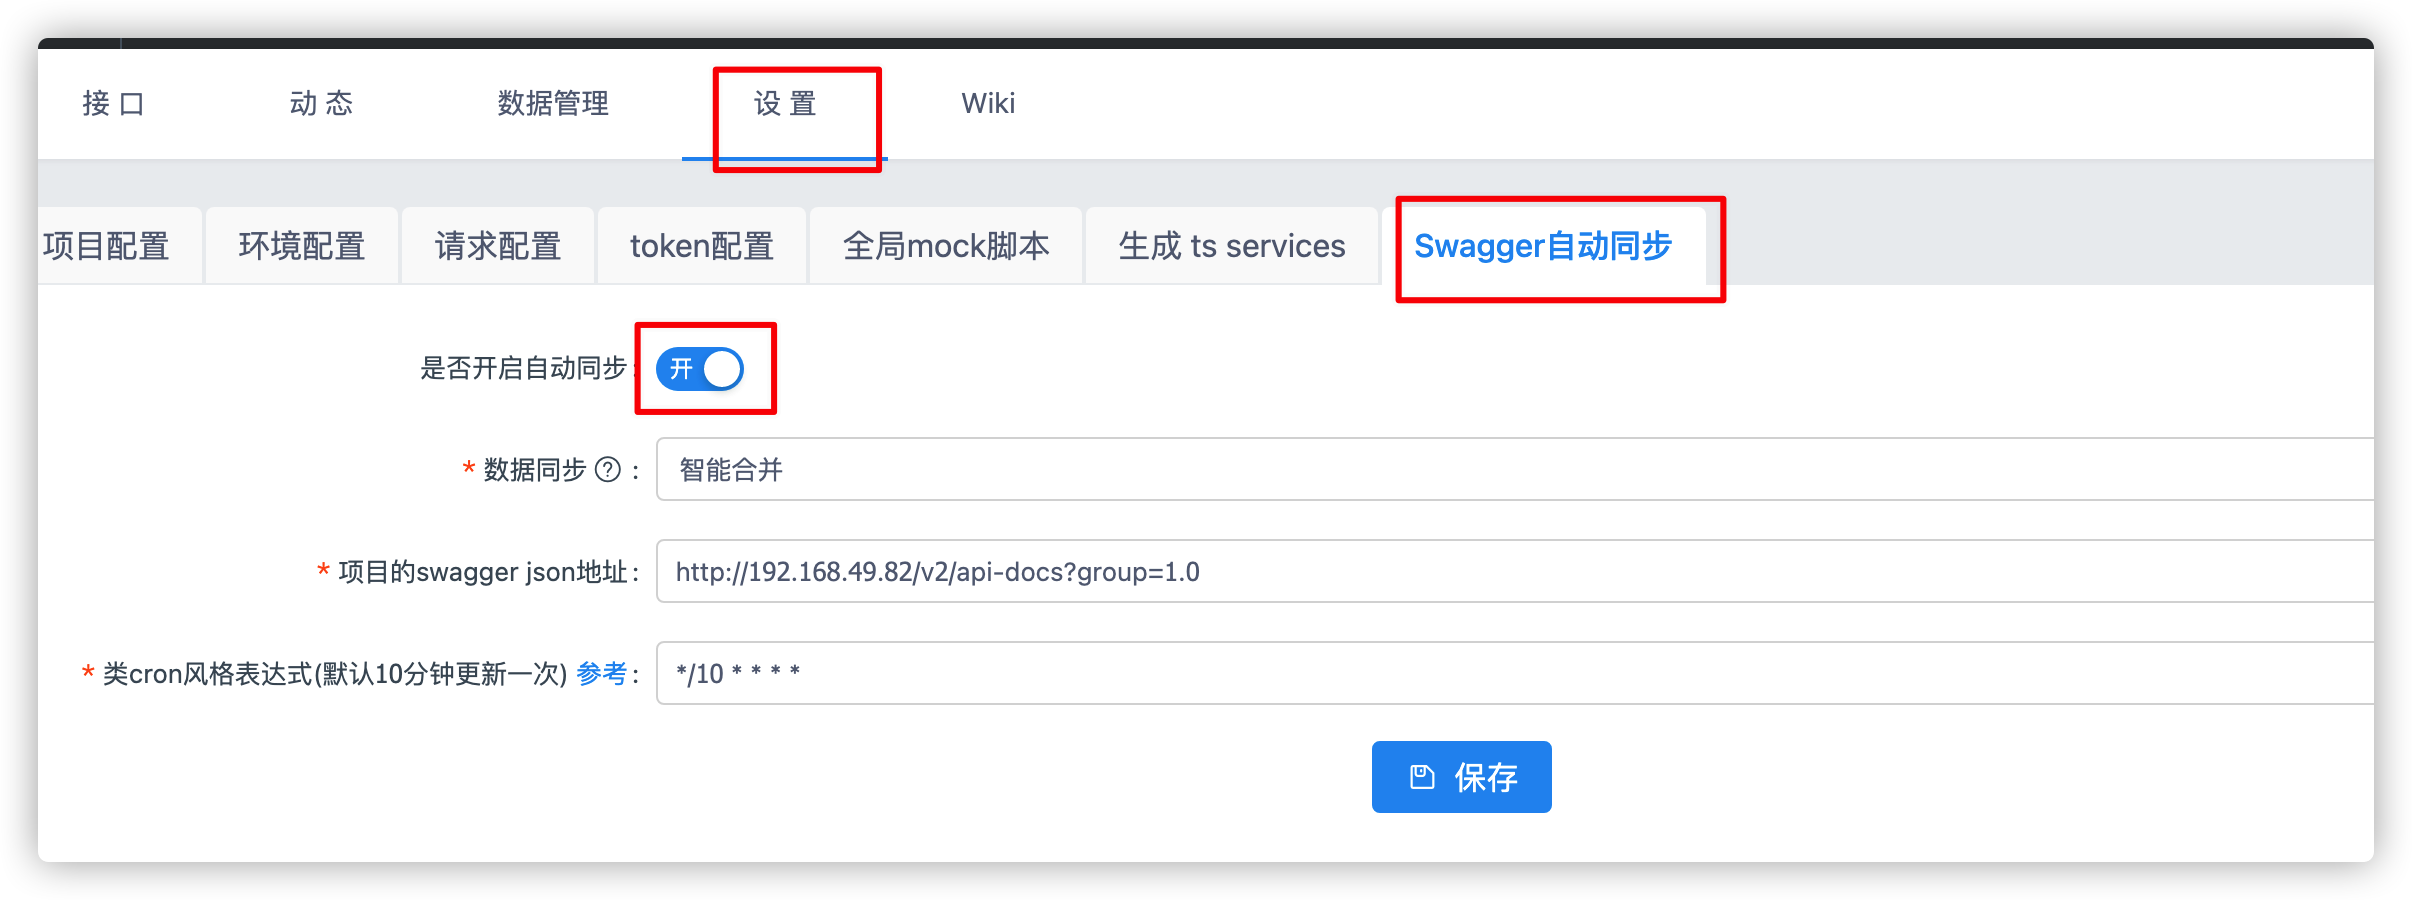 接 口 动 态 数据管理 设 置 Wiki
项目配置 环境配置 请求配置 token配置 全局mock脚本 生成 ts services Swagger自动同步
是否开启自动同步: 开
* 数据同步 ? : 智能合并
* 项目的swagger json地址: http://192.168.49.82/v2/api-docs?group=1.0
* 类cron风格表达式(默认10分钟更新一次) 参考: */10 * * * *
保存